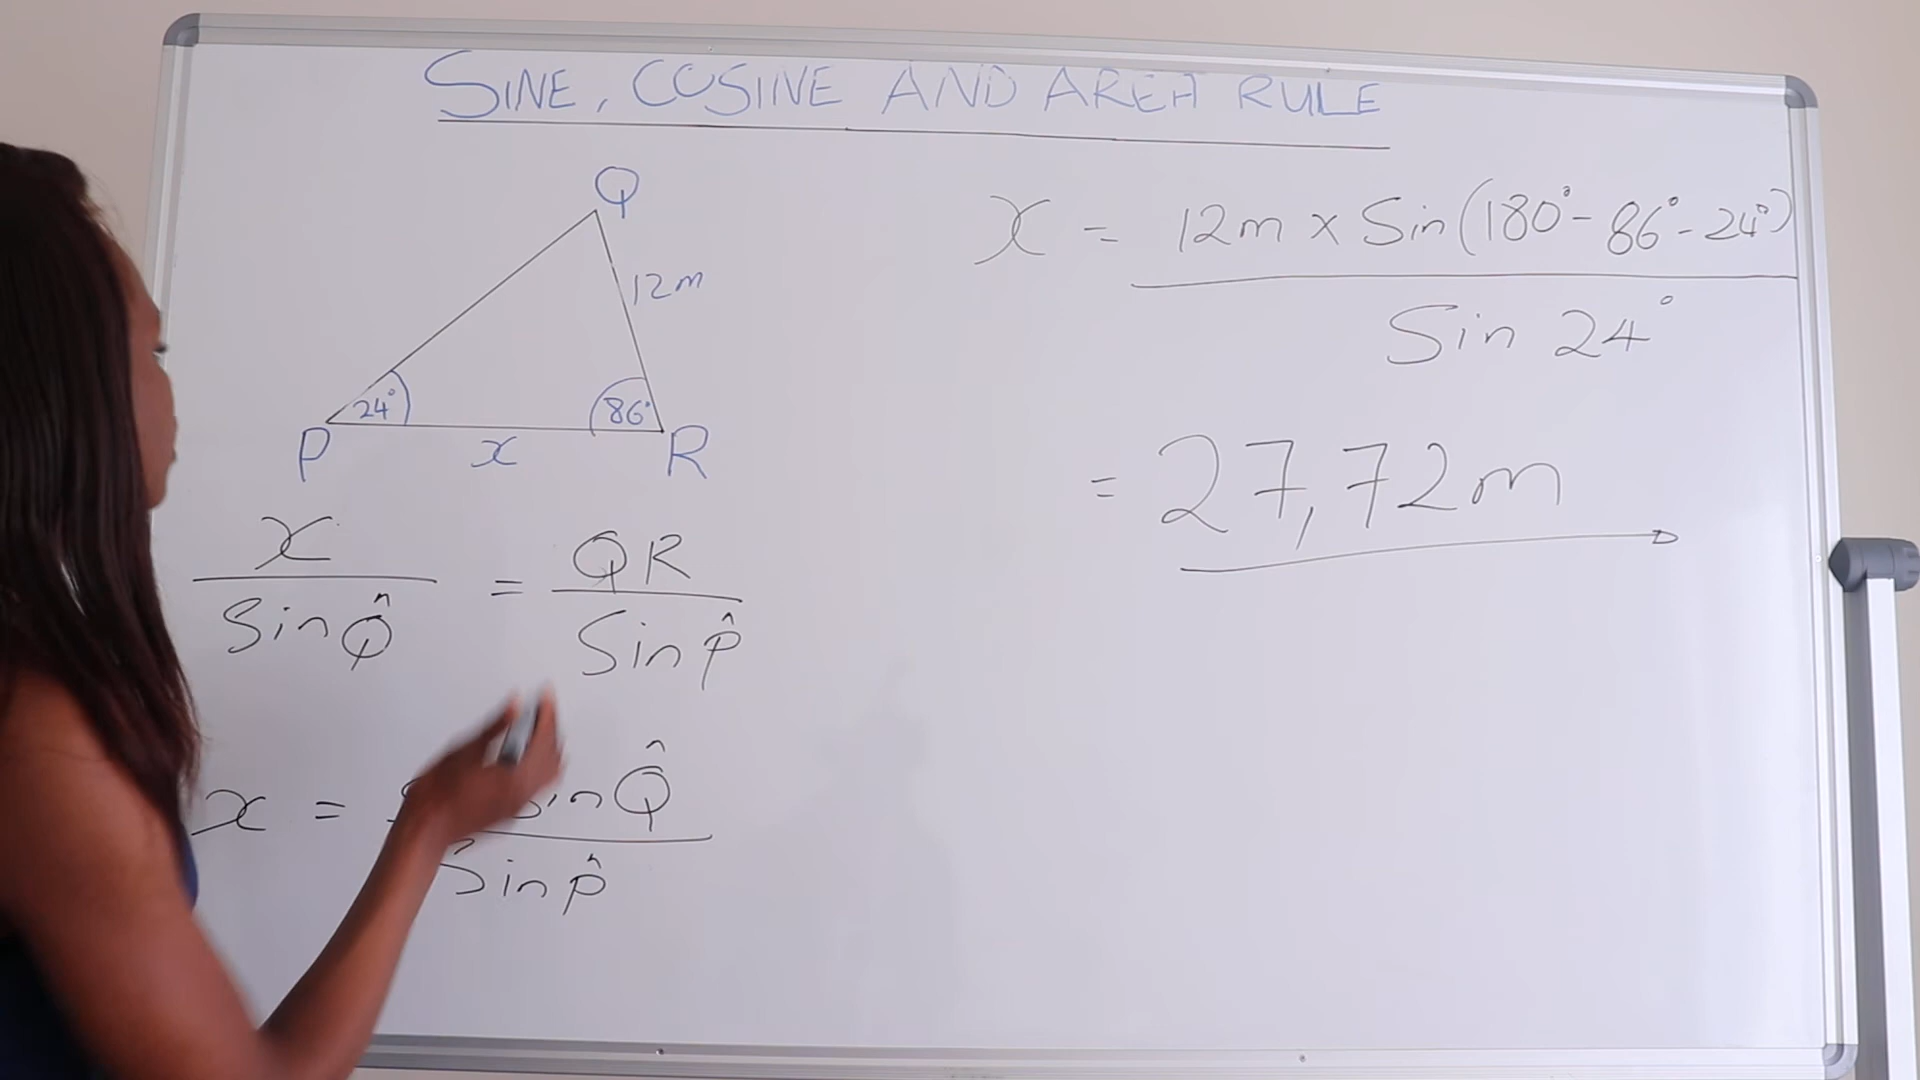 SINE, COSINE AND AREA RULE
Q
12m
24°
86°
P
x
R
x / Sin Q̂ = QR / Sin p̂
x = Sin Q̂ / Sin p̂
x = 12m × Sin(180° - 86° - 24°) / Sin 24°
= 27,72m